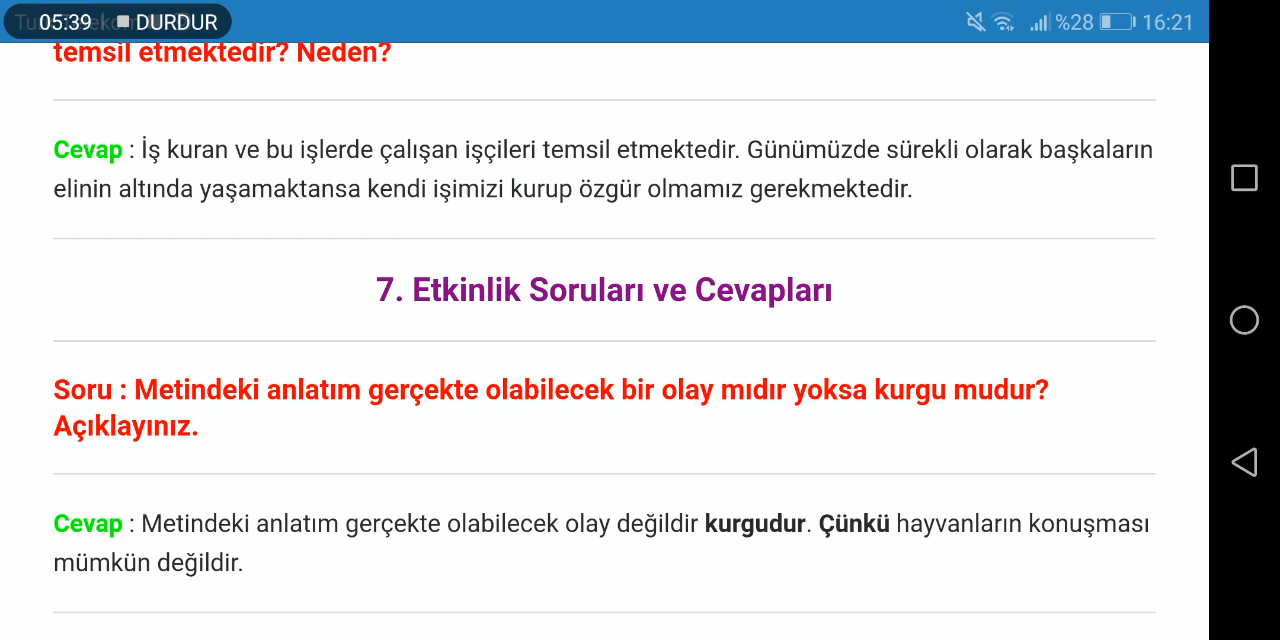 05:39 DURDUR %28 16:21
temsil etmektedir? Neden?
Cevap : İş kuran ve bu işlerde çalışan işçileri temsil etmektedir. Günümüzde sürekli olarak başkaların
elinin altında yaşamaktansa kendi işimizi kurup özgür olmamız gerekmektedir.
7. Etkinlik Soruları ve Cevapları
Soru : Metindeki anlatım gerçekte olabilecek bir olay mıdır yoksa kurgu mudur?
Açıklayınız.
Cevap : Metindeki anlatım gerçekte olabilecek olay değildir kurgudur. Çünkü hayvanların konuşması
mümkün değildir.